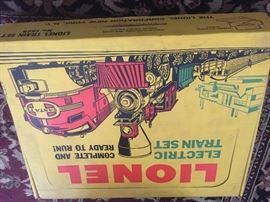 LIONEL
ELECTRIC
TRAIN SET
COMPLETE AND
READY TO RUN!
LIONEL TRAIN SET
THE LIONEL CORPORATION NEW YORK, N. Y.